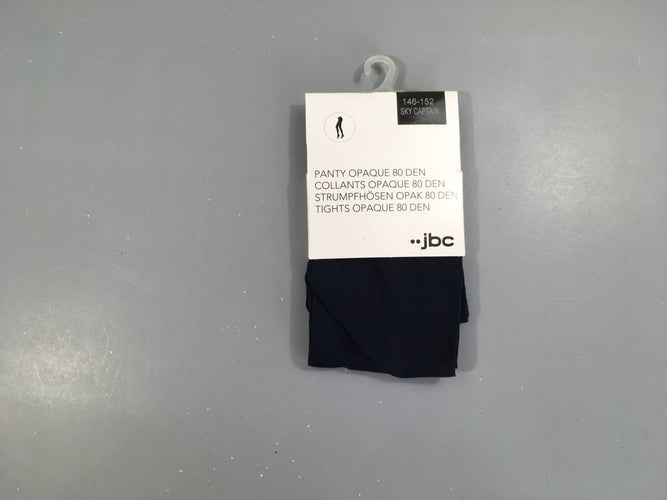 146-152
SKY CAPTAIN
PANTY OPAQUE 80 DEN
COLLANTS OPAQUE 80 DEN
STRUMPFHÖSEN OPAK 80 DEN
TIGHTS OPAQUE 80 DEN
jbc